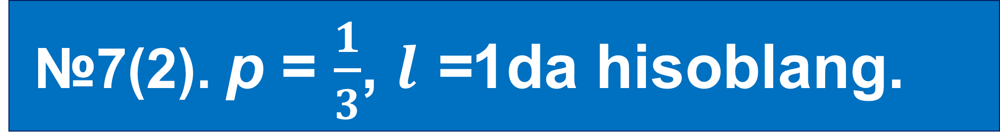 №7(2). p = 1/3, l =1da hisoblang.